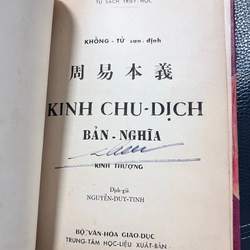 TỦ SÁCH TRIẾT-HỌC
KHỔNG - TỬ san-định
周易本義
KINH CHU-DỊCH
BẢN-NGHĨA
KINH THƯỢNG
Dịch-giả
NGUYỄN-DUY-TINH
BỘ VĂN-HÓA GIÁO-DỤC
TRUNG-TÂM HỌC-LIỆU XUẤT-BẢN